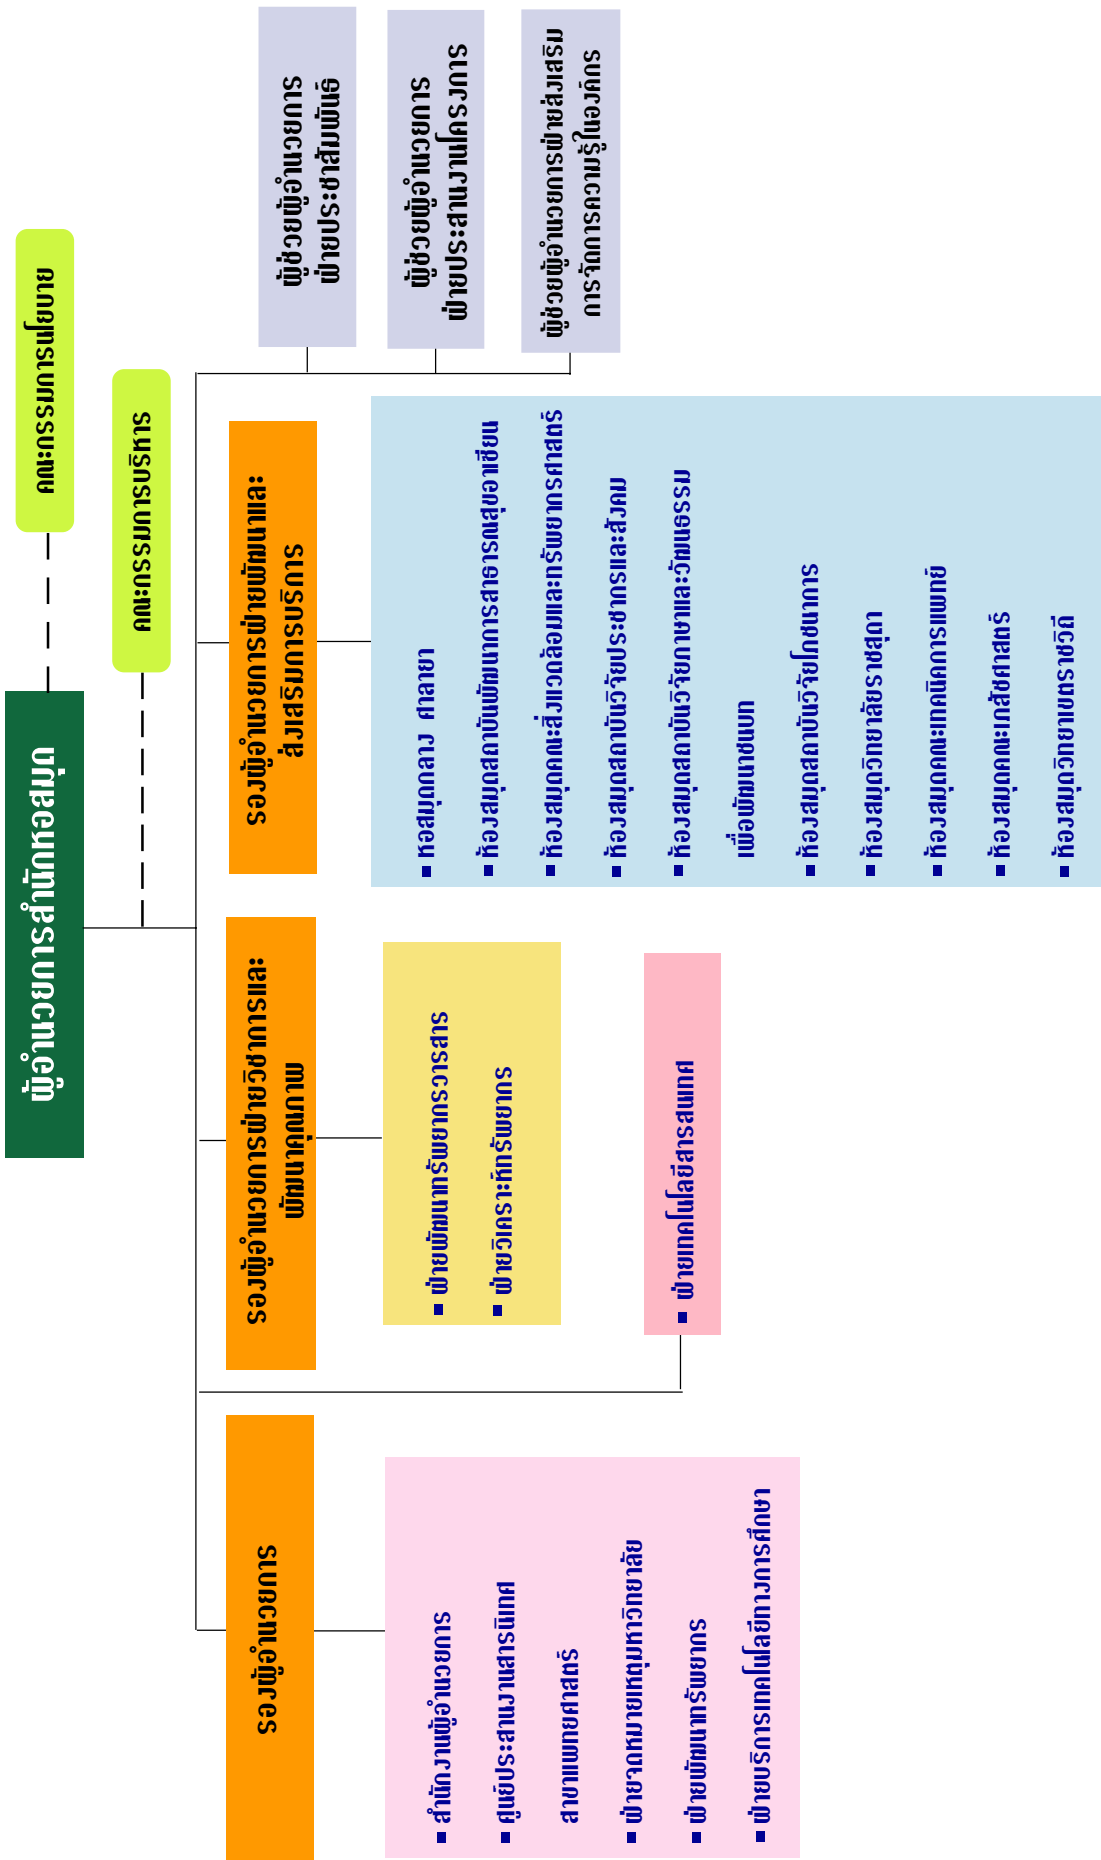 ผู้อำนวยการสำนักหอสมุด
คณะกรรมการนโยบาย
คณะกรรมการบริหาร
รองผู้อำนวยการ
▪ สำนักงานผู้อำนวยการ
▪ ศูนย์ประสานงานสารนิเทศ
สาขาแพทยศาสตร์
▪ ฝ่ายจดหมายเหตุมหาวิทยาลัย
▪ ฝ่ายพัฒนาทรัพยากร
▪ ฝ่ายบริการเทคโนโลยีทางการศึกษา
รองผู้อำนวยการฝ่ายวิชาการและ
พัฒนาคุณภาพ
▪ ฝ่ายพัฒนาทรัพยากรวารสาร
▪ ฝ่ายวิเคราะห์ทรัพยากร
▪ ฝ่ายเทคโนโลยีสารสนเทศ
รองผู้อำนวยการฝ่ายพัฒนาและ
ส่งเสริมการบริการ
▪ หอสมุดกลาง ศาลายา
▪ ห้องสมุดสถาบันพัฒนาการสาธารณสุขอาเซียน
▪ ห้องสมุดคณะสิ่งแวดล้อมและทรัพยากรศาสตร์
▪ ห้องสมุดสถาบันวิจัยประชากรและสังคม
▪ ห้องสมุดสถาบันวิจัยภาษาและวัฒนธรรม
เพื่อพัฒนาชนบท
▪ ห้องสมุดสถาบันวิจัยโภชนาการ
▪ ห้องสมุดวิทยาลัยราชสุดา
▪ ห้องสมุดคณะเทคนิคการแพทย์
▪ ห้องสมุดคณะเภสัชศาสตร์
▪ ห้องสมุดวิทยาเขตราชวิถี
ผู้ช่วยผู้อำนวยการ
ฝ่ายประชาสัมพันธ์
ผู้ช่วยผู้อำนวยการ
ฝ่ายประสานงานโครงการ
ผู้ช่วยผู้อำนวยการฝ่ายส่งเสริม
การจัดการความรู้ในองค์กร